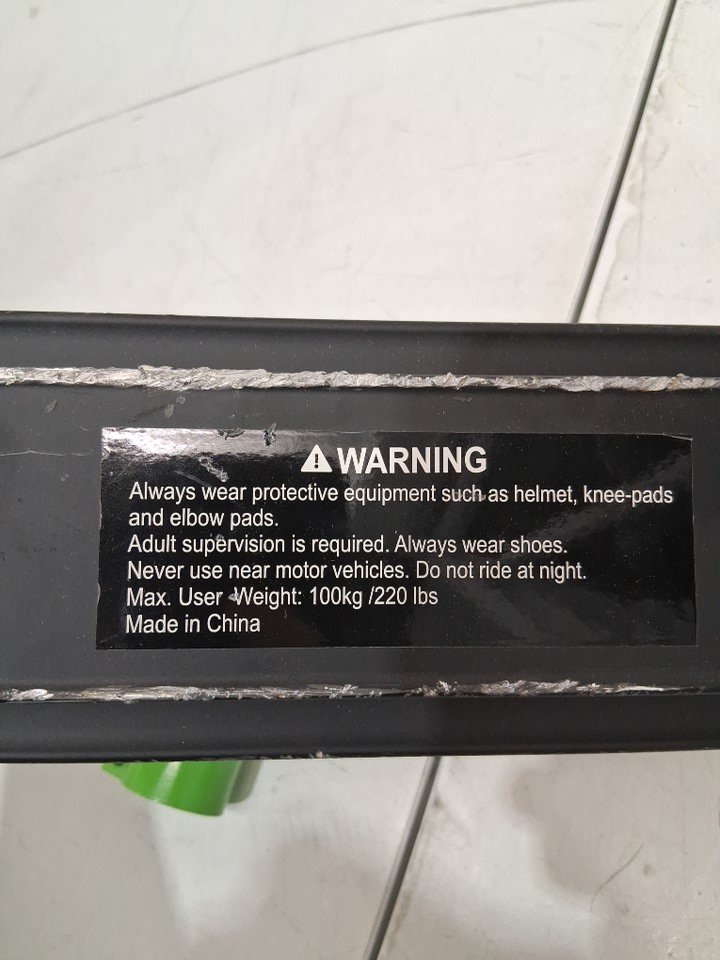 WARNING
Always wear protective equipment such as helmet, knee-pads
and elbow pads.
Adult supervision is required. Always wear shoes.
Never use near motor vehicles. Do not ride at night.
Max. User Weight: 100kg /220 lbs
Made in China